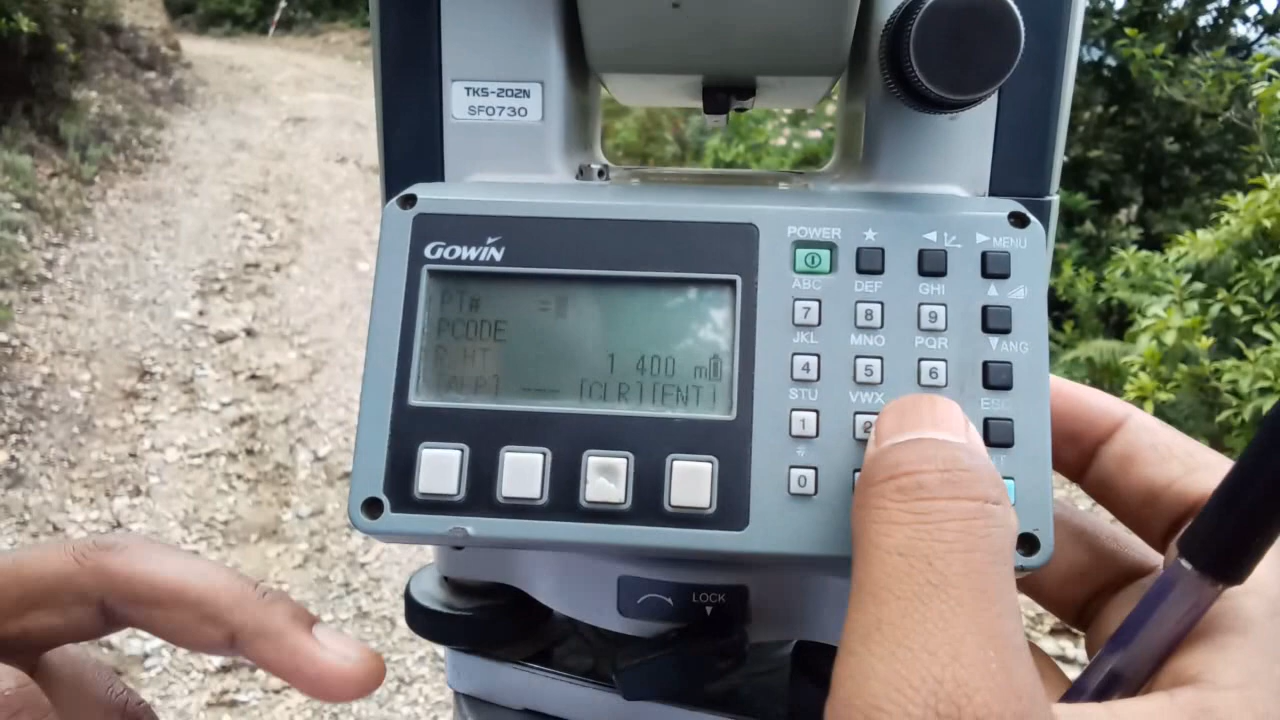 TKS-202N
SF0730
GOWIN
PT# =
PCODE
R.HT 1.400 m
[ALP] ---- [CLR][ENT]
POWER ★ ◀ ▶MENU
ABC DEF GHI ▲
7 8 9
JKL MNO PQR ▼ANG
4 5 6
STU VWX ESC
1 2
0
LOCK